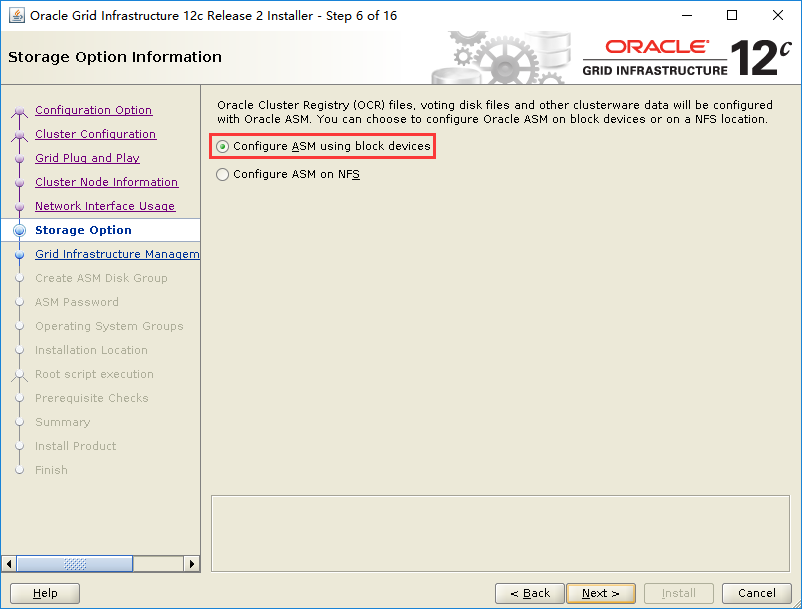 Oracle Grid Infrastructure 12c Release 2 Installer - Step 6 of 16
Storage Option Information
ORACLE
GRID INFRASTRUCTURE
12c
Configuration Option
Cluster Configuration
Grid Plug and Play
Cluster Node Information
Network Interface Usage
Storage Option
Grid Infrastructure Managem
Create ASM Disk Group
ASM Password
Operating System Groups
Installation Location
Root script execution
Prerequisite Checks
Summary
Install Product
Finish
Oracle Cluster Registry (OCR) files, voting disk files and other clusterware data will be configured
with Oracle ASM. You can choose to configure Oracle ASM on block devices or on a NFS location.
Configure ASM using block devices
Configure ASM on NFS
Help
< Back
Next >
Install
Cancel